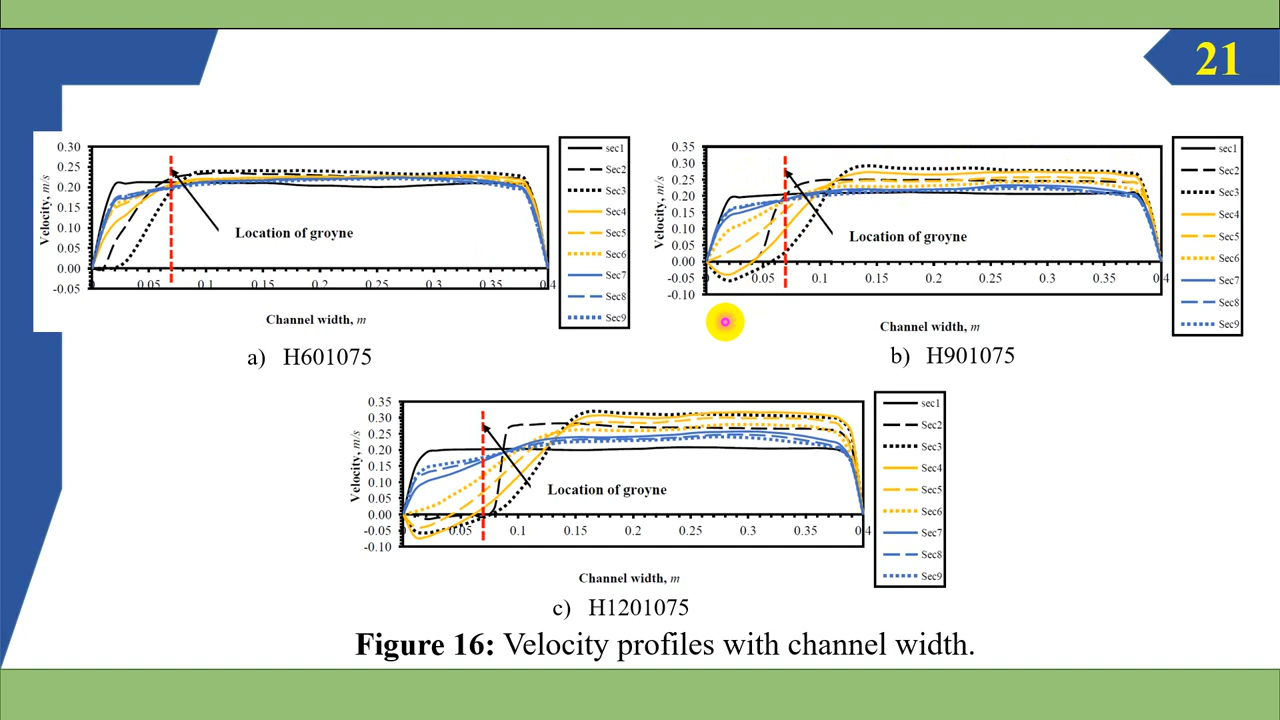 21
0.30
0.25
0.20
0.15
0.10
0.05
0.00
-0.05
0.05
0.1
0.15
0.2
0.25
0.3
0.35
0.4
Velocity, m/s
Location of groyne
Channel width, m
sec1
Sec2
Sec3
Sec4
Sec5
Sec6
Sec7
Sec8
Sec9
a) H601075
0.35
0.30
0.25
0.20
0.15
0.10
0.05
0.00
-0.05
-0.10
0.05
0.1
0.15
0.2
0.25
0.3
0.35
0.4
Velocity, m/s
Location of groyne
Channel width, m
sec1
Sec2
Sec3
Sec4
Sec5
Sec6
Sec7
Sec8
Sec9
b) H901075
0.35
0.30
0.25
0.20
0.15
0.10
0.05
0.00
-0.05
-0.10
0.05
0.1
0.15
0.2
0.25
0.3
0.35
0.4
Velocity, m/s
Location of groyne
Channel width, m
sec1
Sec2
Sec3
Sec4
Sec5
Sec6
Sec7
Sec8
Sec9
c) H1201075
Figure 16: Velocity profiles with channel width.